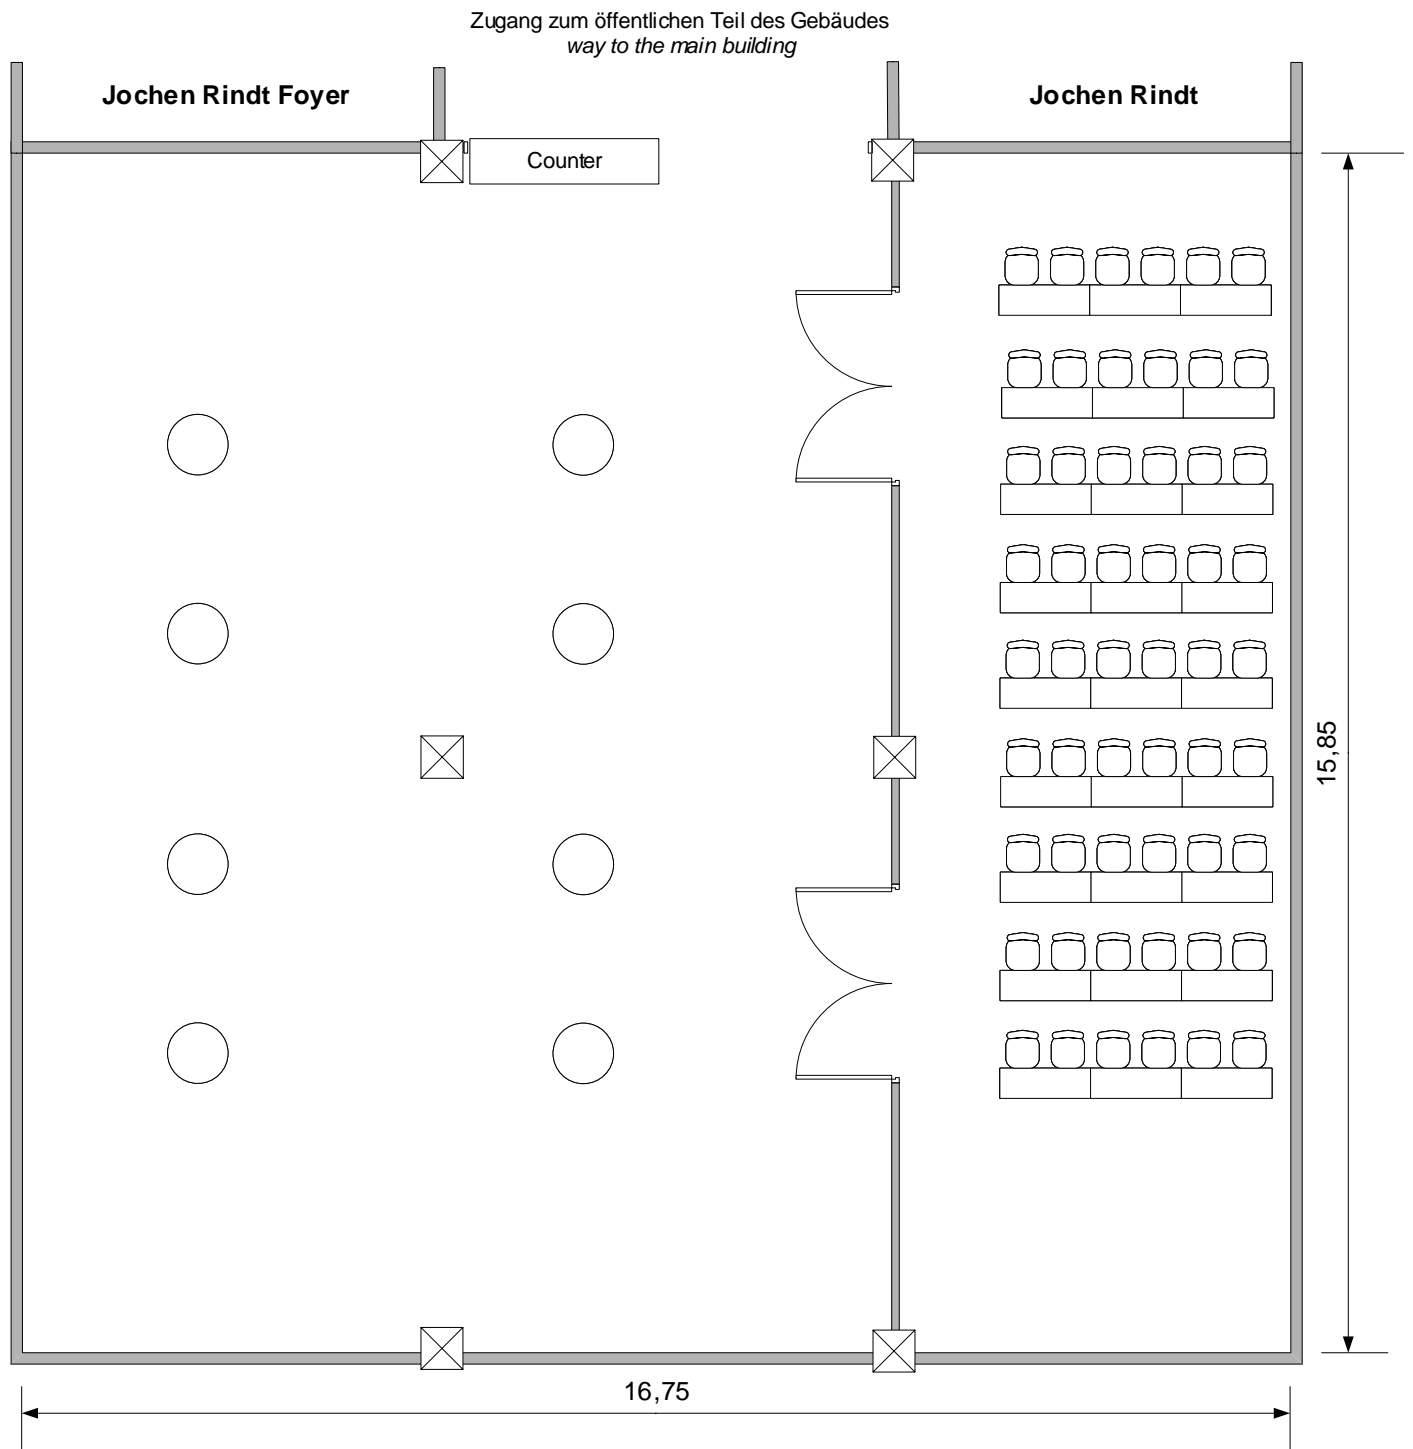 Zugang zum öffentlichen Teil des Gebäudes
way to the main building
Jochen Rindt Foyer
Jochen Rindt
Counter
15,85
16,75